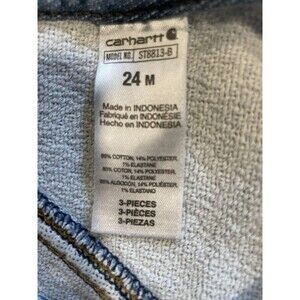 carhartt
MODEL NO. ST8813-B
24 M
Made in INDONESIA
Fabriqué en INDONÉSIE
Hecho en INDONESIA
85% COTTON, 14% POLYESTER,
1% ELASTANE
85% COTON, 14% POLYESTER,
1% ELASTANE
85% ALGODÓN, 14% POLIÉSTER,
1% ELASTANO
3-PIECES
3-PIÈCES
3-PIEZAS